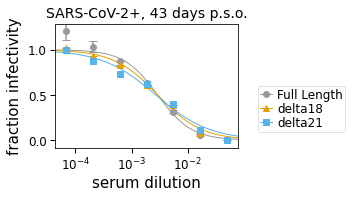 SARS-CoV-2+, 43 days p.s.o.
fraction infectivity
1.0
0.5
0.0
10⁻⁴
10⁻³
10⁻²
serum dilution
Full Length
delta18
delta21